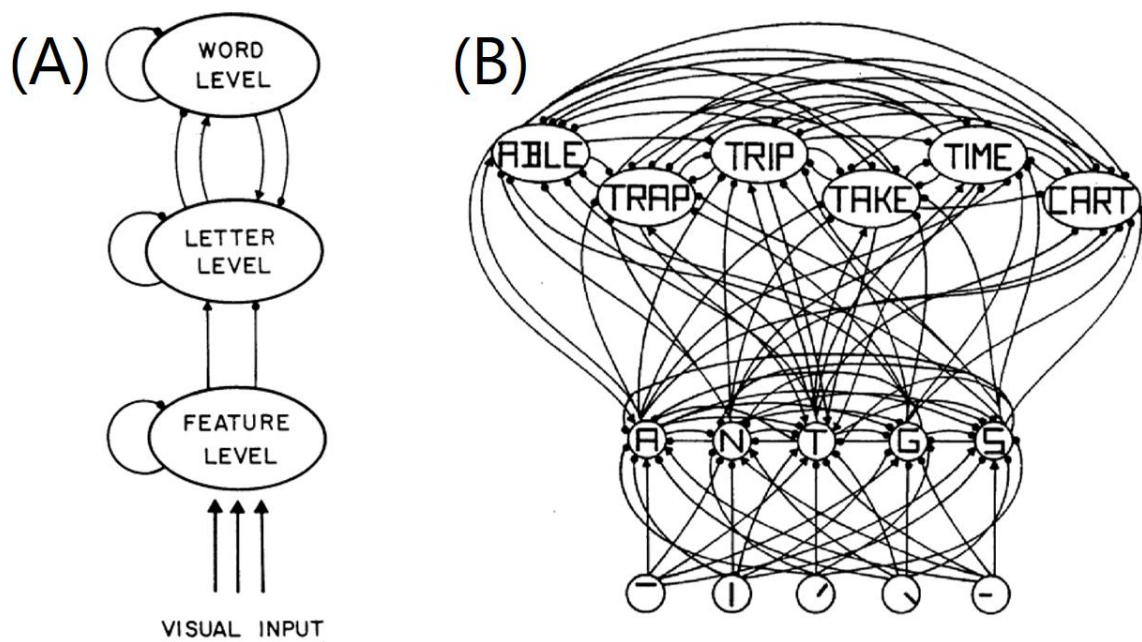 (A)
WORD
LEVEL
LETTER
LEVEL
FEATURE
LEVEL
VISUAL INPUT
(B)
ABLE
TRIP
TIME
TRAP
TAKE
CART
A N T G S